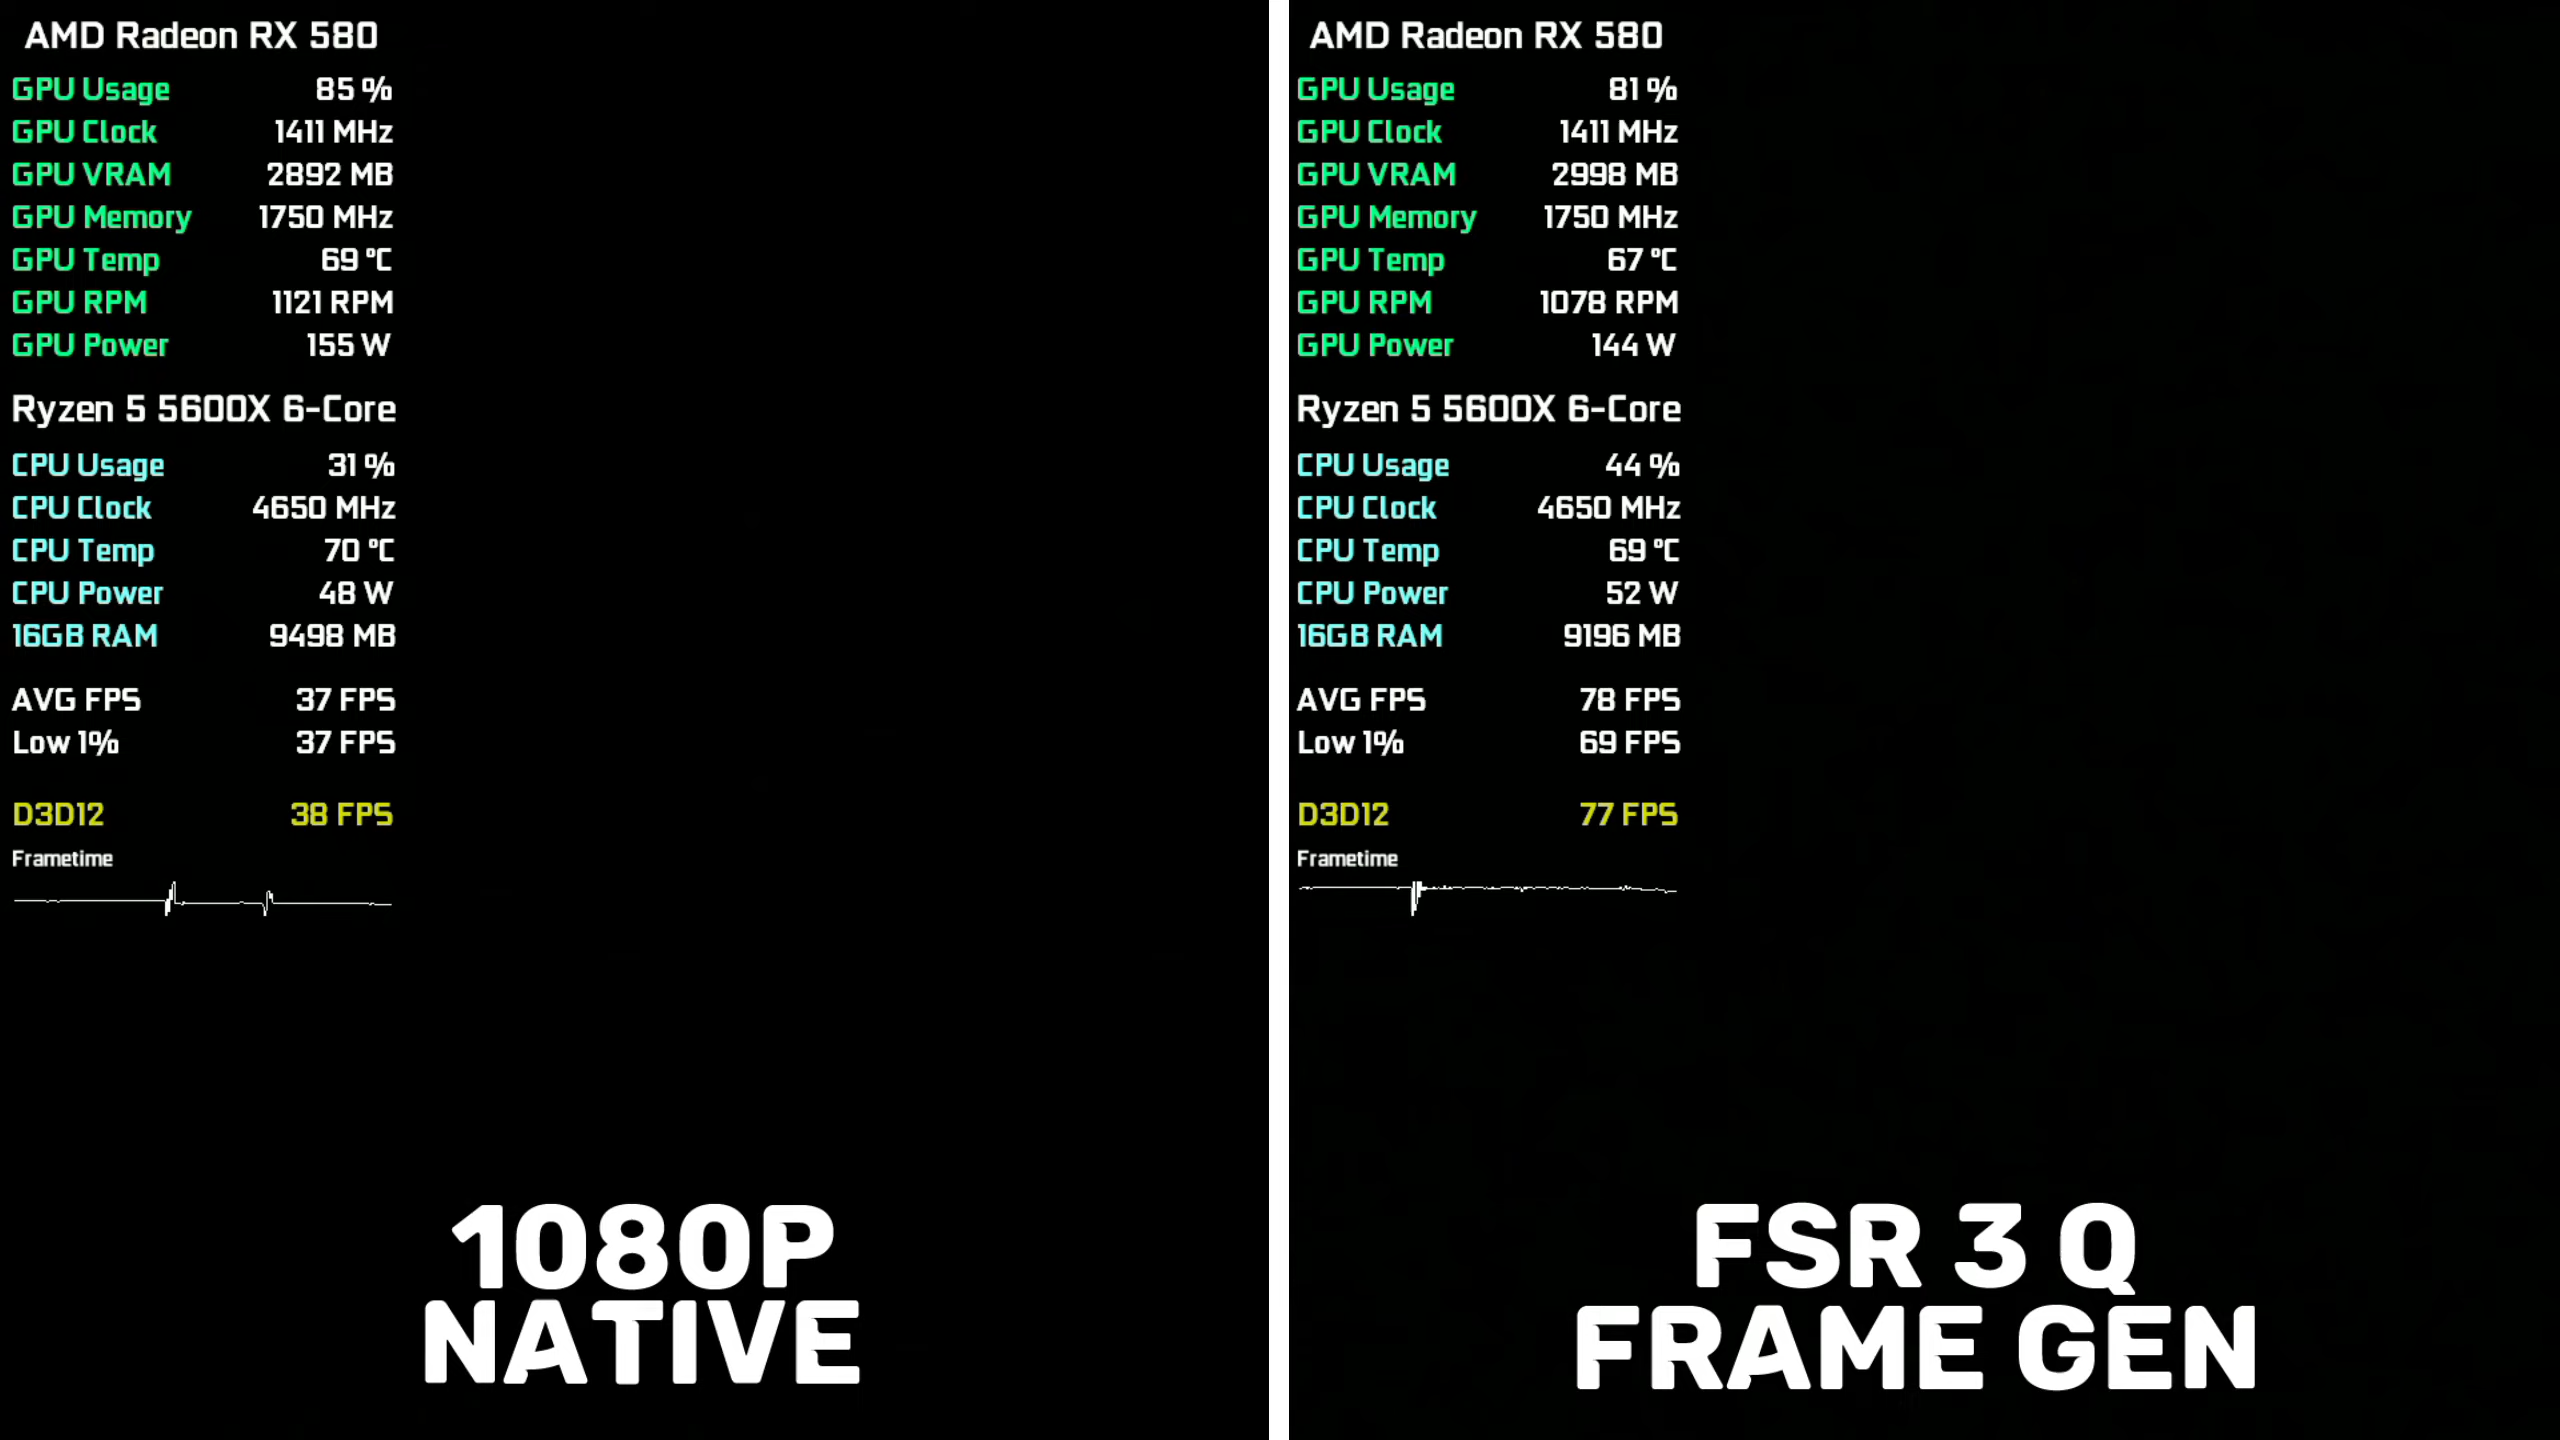 AMD Radeon RX 580
GPU Usage 85 %
GPU Clock 1411 MHz
GPU VRAM 2892 MB
GPU Memory 1750 MHz
GPU Temp 69 °C
GPU RPM 1121 RPM
GPU Power 155 W
Ryzen 5 5600X 6-Core
CPU Usage 31 %
CPU Clock 4650 MHz
CPU Temp 70 °C
CPU Power 48 W
16GB RAM 9498 MB
AVG FPS 37 FPS
Low 1% 37 FPS
D3D12 38 FPS
Frametime
1080P
NATIVE
AMD Radeon RX 580
GPU Usage 81 %
GPU Clock 1411 MHz
GPU VRAM 2998 MB
GPU Memory 1750 MHz
GPU Temp 67 °C
GPU RPM 1078 RPM
GPU Power 144 W
Ryzen 5 5600X 6-Core
CPU Usage 44 %
CPU Clock 4650 MHz
CPU Temp 69 °C
CPU Power 52 W
16GB RAM 9196 MB
AVG FPS 78 FPS
Low 1% 69 FPS
D3D12 77 FPS
Frametime
FSR 3 Q
FRAME GEN